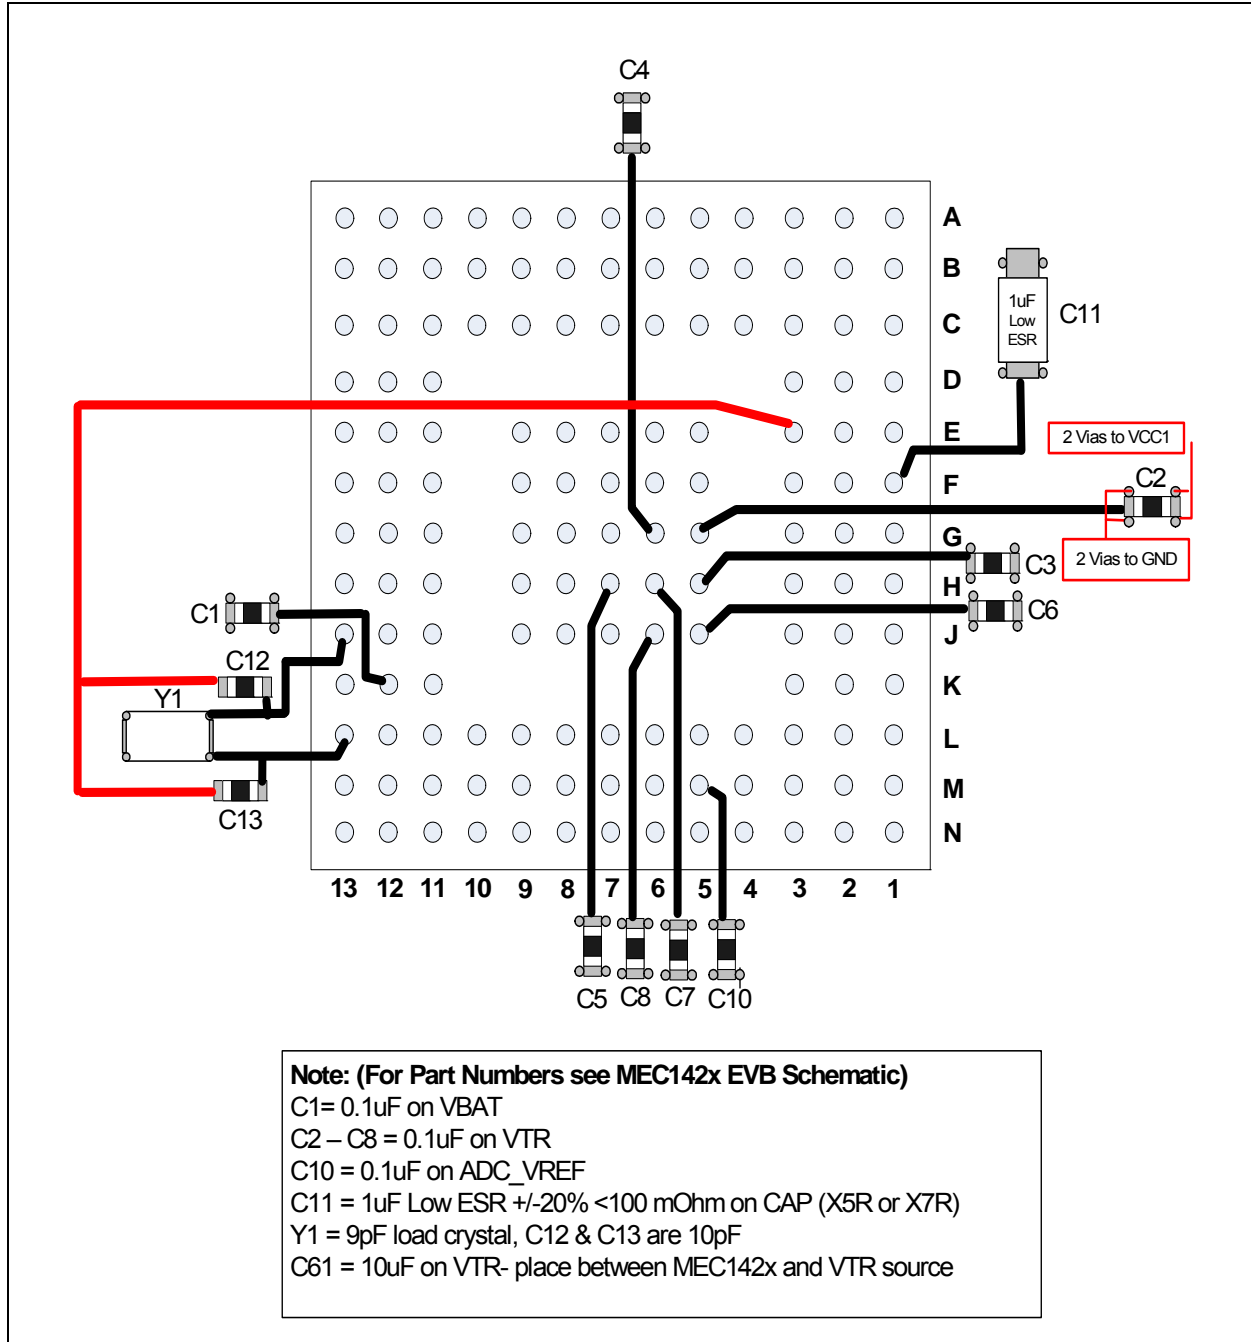 C4
A
B
1uF
Low
ESR
C11
C
D
E
2 Vias to VCC1
F
C2
G
2 Vias to GND
C3
H
C1
C6
J
C12
K
Y1
L
M
C13
N
13 12 11 10 9 8 7 6 5 4 3 2 1
C5 C8 C7 C10
Note: (For Part Numbers see MEC142x EVB Schematic)
C1= 0.1uF on VBAT
C2 – C8 = 0.1uF on VTR
C10 = 0.1uF on ADC_VREF
C11 = 1uF Low ESR +/-20% <100 mOhm on CAP (X5R or X7R)
Y1 = 9pF load crystal, C12 & C13 are 10pF
C61 = 10uF on VTR- place between MEC142x and VTR source